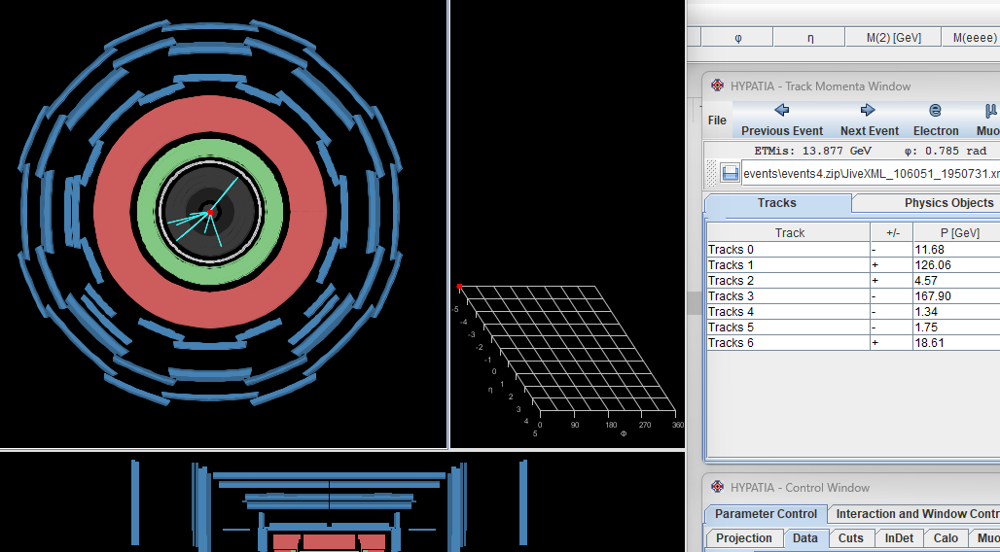 φ η M(2) [GeV] M(eeee)
HYPATIA - Track Momenta Window
File Previous Event Next Event Electron Muo
ETMis: 13.877 GeV φ: 0.785 rad
events\events4.zip\JiveXML_106051_1950731.xm
Tracks Physics Objects
Track +/- P [GeV]
Tracks 0 - 11.68
Tracks 1 + 126.06
Tracks 2 + 4.57
Tracks 3 - 167.90
Tracks 4 - 1.34
Tracks 5 - 1.75
Tracks 6 + 18.61
-5
-4
-3
-2
-1
0
η 1
2
3
4
5
0 90 180 270 360
Φ
HYPATIA - Control Window
Parameter Control Interaction and Window Contr
Projection Data Cuts InDet Calo Muo